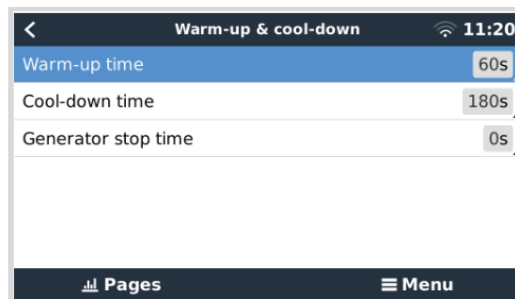 Warm-up & cool-down 11:20
Warm-up time 60s
Cool-down time 180s
Generator stop time 0s
Pages Menu